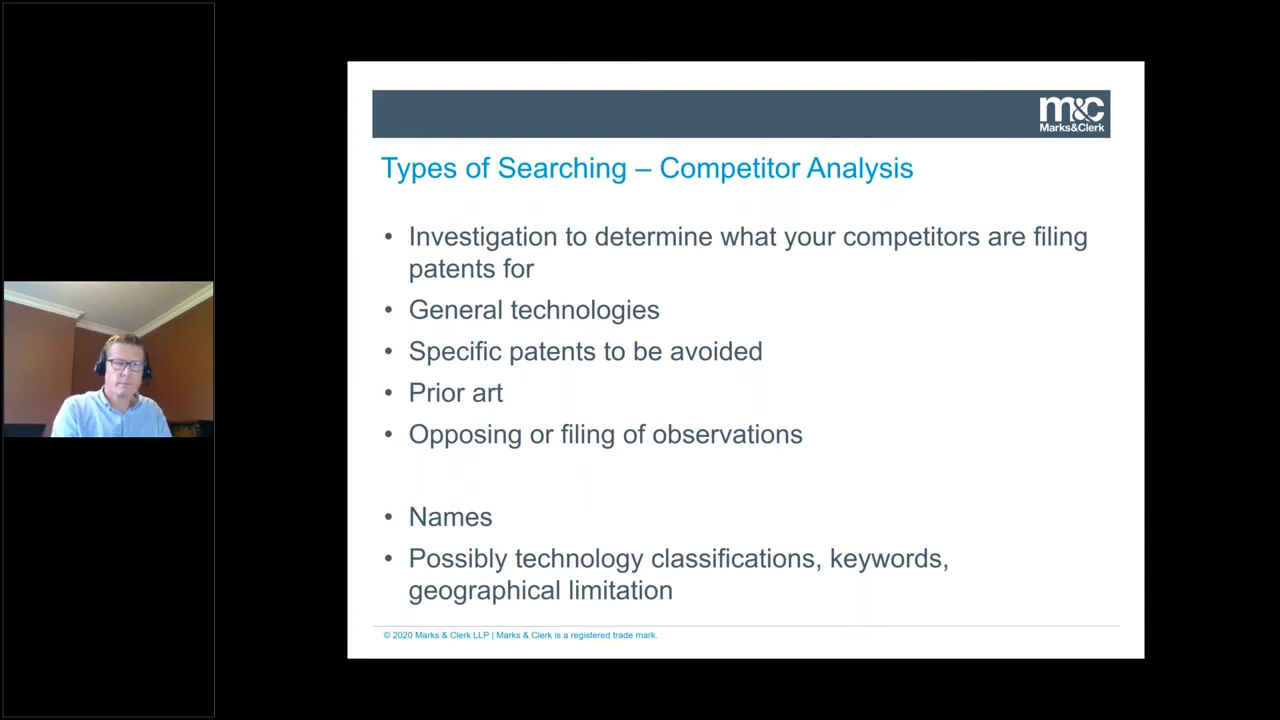 m&c
Marks&Clerk
Types of Searching – Competitor Analysis
• Investigation to determine what your competitors are filing
patents for
• General technologies
• Specific patents to be avoided
• Prior art
• Opposing or filing of observations
• Names
• Possibly technology classifications, keywords,
geographical limitation
© 2020 Marks & Clerk LLP | Marks & Clerk is a registered trade mark.